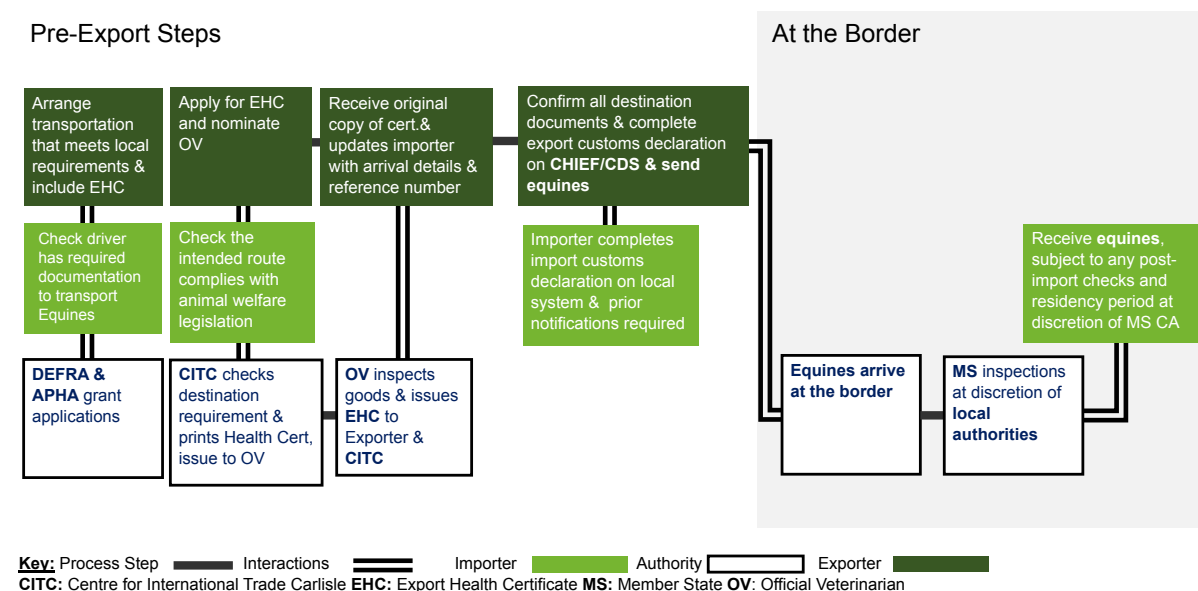 Pre-Export Steps
At the Border
Arrange
transportation
that meets local
requirements &
include EHC
Apply for EHC
and nominate
OV
Receive original
copy of cert.&
updates importer
with arrival details &
reference number
Confirm all destination
documents & complete
export customs declaration
on CHIEF/CDS & send
equines
Check driver
has required
documentation
to transport
Equines
Check the
intended route
complies with
animal welfare
legislation
Importer completes
import customs
declaration on local
system & prior
notifications required
Receive equines,
subject to any post-
import checks and
residency period at
discretion of MS CA
DEFRA &
APHA grant
applications
CITC checks
destination
requirement &
prints Health Cert,
issue to OV
OV inspects
goods & issues
EHC to
Exporter &
CITC
Equines arrive
at the border
MS inspections
at discretion of
local
authorities
Key: Process Step Interactions Importer Authority Exporter
CITC: Centre for International Trade Carlisle EHC: Export Health Certificate MS: Member State OV: Official Veterinarian